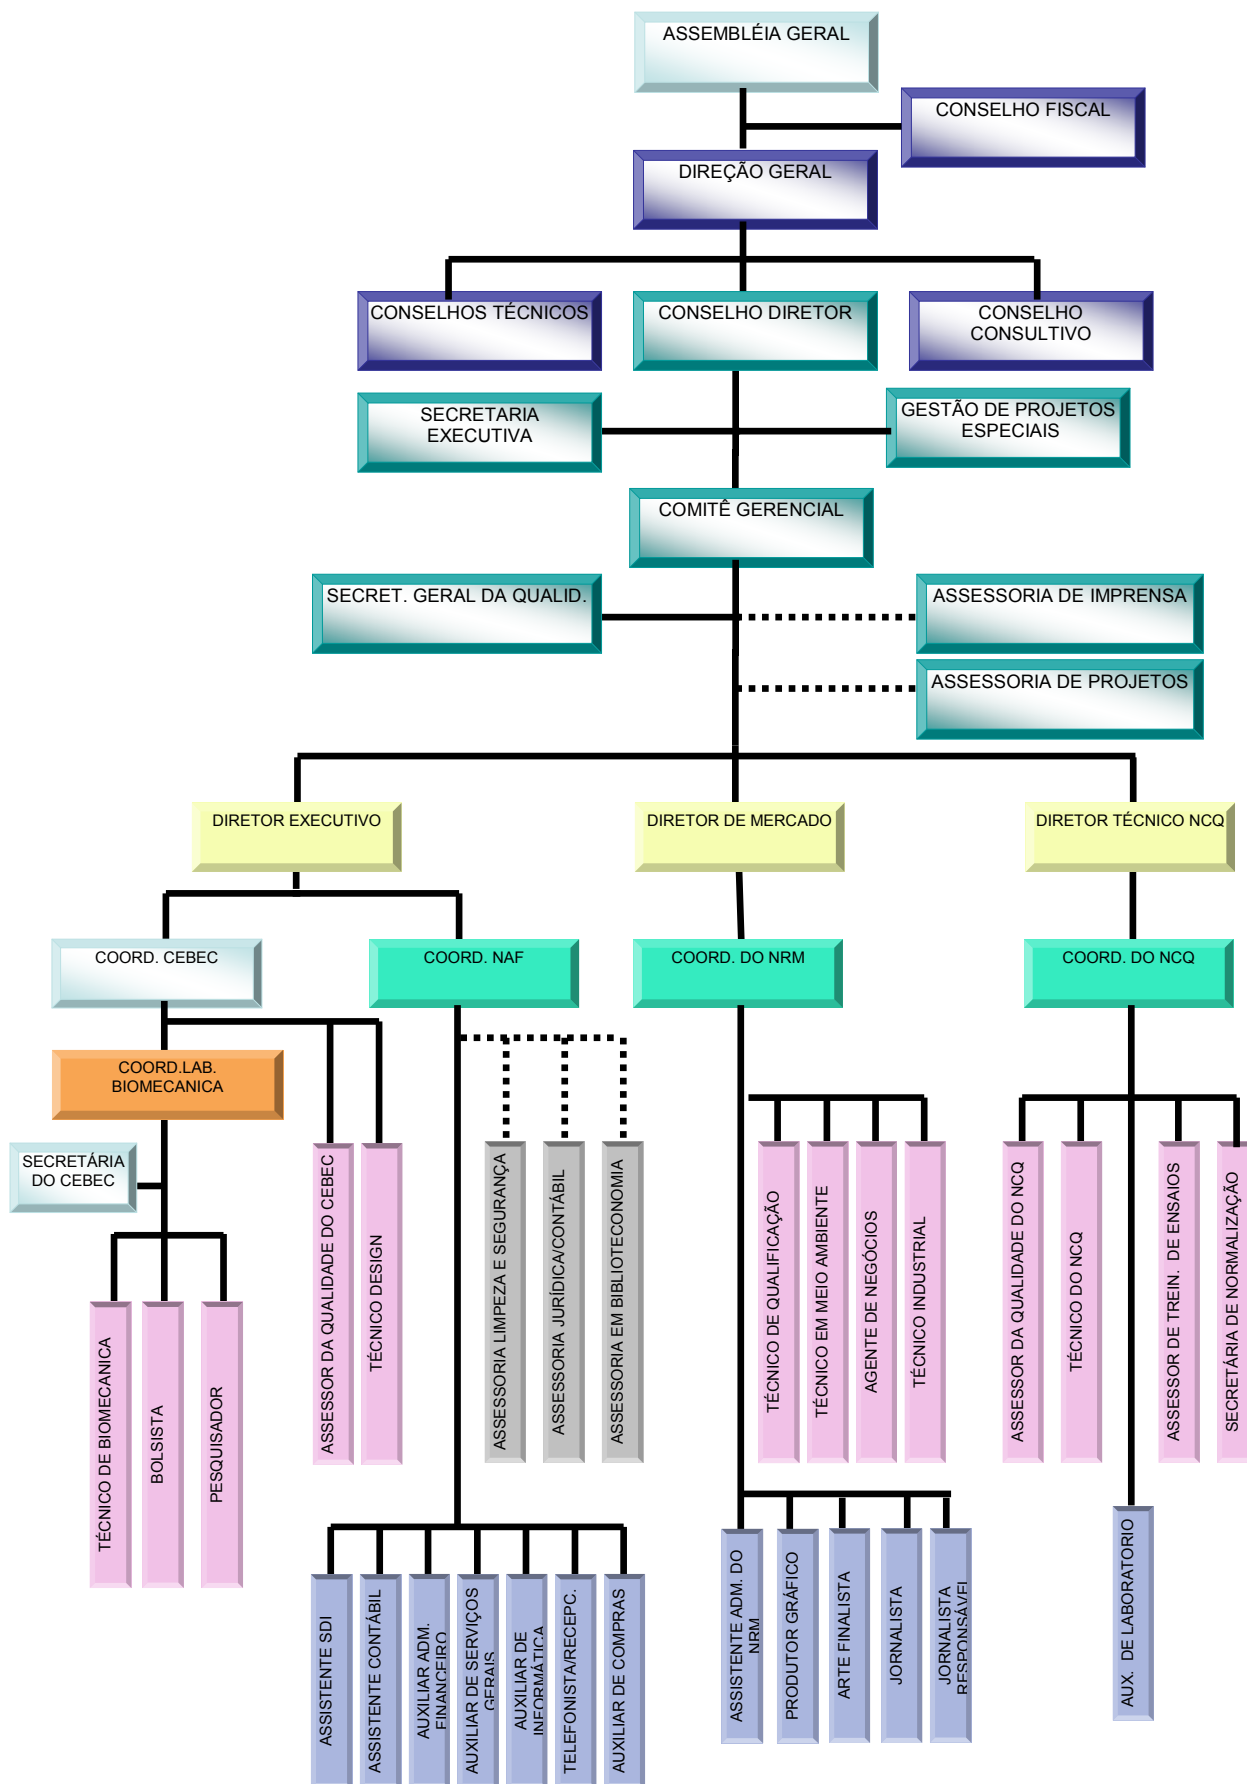 ASSEMBLÉIA GERAL
CONSELHO FISCAL
DIREÇÃO GERAL
CONSELHOS TÉCNICOS
CONSELHO DIRETOR
CONSELHO
CONSULTIVO
SECRETARIA
EXECUTIVA
GESTÃO DE PROJETOS
ESPECIAIS
COMITÊ GERENCIAL
SECRET. GERAL DA QUALID.
ASSESSORIA DE IMPRENSA
ASSESSORIA DE PROJETOS
DIRETOR EXECUTIVO
DIRETOR DE MERCADO
DIRETOR TÉCNICO NCQ
COORD. CEBEC
COORD. NAF
COORD. DO NRM
COORD. DO NCQ
COORD.LAB.
BIOMECANICA
SECRETÁRIA
DO CEBEC
TÉCNICO DE BIOMECANICA
BOLSISTA
PESQUISADOR
ASSESSOR DA QUALIDADE DO CEBEC
TÉCNICO DESIGN
ASSESSORIA LIMPEZA E SEGURANÇA
ASSESSORIA JURÍDICA/CONTÁBIL
ASSESSORIA EM BIBLIOTECONOMIA
TÉCNICO DE QUALIFICAÇÃO
TÉCNICO EM MEIO AMBIENTE
AGENTE DE NEGÓCIOS
TÉCNICO INDUSTRIAL
ASSESSOR DA QUALIDADE DO NCQ
TÉCNICO DO NCQ
ASSESSOR DE TREIN. DE ENSAIOS
SECRETÁRIA DE NORMALIZAÇÃO
ASSISTENTE SDI
ASSISTENTE CONTÁBIL
AUXILIAR ADM.
FINANCEIRO
AUXILIAR DE SERVIÇOS
GERAIS
AUXILIAR DE
INFORMÁTICA
TELEFONISTA/RECEPC.
AUXILIAR DE COMPRAS
ASSISTENTE ADM. DO
NRM
PRODUTOR GRÁFICO
ARTE FINALISTA
JORNALISTA
JORNALISTA
RESPONSÁVEL
AUX. DE LABORATORIO